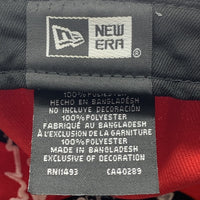 NEW
ERA
100% POLYESTER
HECHO EN BANGLADESH
NO INCLUYE DECORACIÓN
100% POLYESTER
FABRIQUÉ AU BANGLADESH
À L'EXCLUSION DE LA GARNITURE
100% POLYESTER
MADE IN BANGLADESH
EXCLUSIVE OF DECORATION
RN11493 CA40289